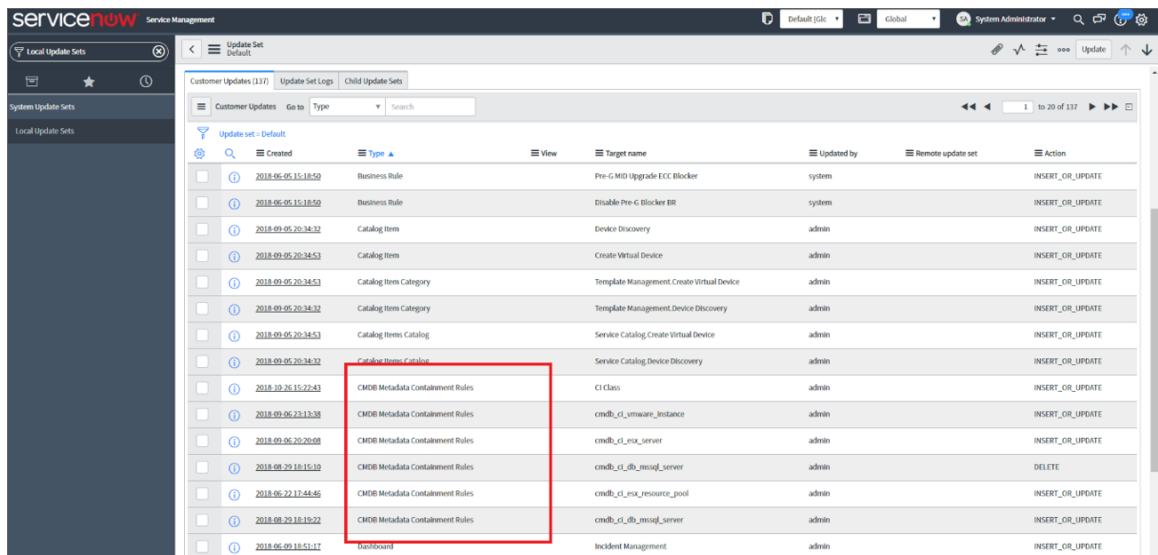 servicenow Service Management
Default [Glc
Global
SA System Administrator
Local Update Sets
Update Set
Default
Update
System Update Sets
Local Update Sets
Customer Updates (137) Update Set Logs Child Update Sets
Customer Updates Go to Type Search 1 to 20 of 137
Update set = Default
Created Type View Target name Updated by Remote update set Action
2018-06-05 15:18:50 Business Rule Pre-G MID Upgrade ECC Blocker system INSERT_OR_UPDATE
2018-06-05 15:18:50 Business Rule Disable Pre-G Blocker BR system INSERT_OR_UPDATE
2018-09-05 20:34:32 Catalog Item Device Discovery admin INSERT_OR_UPDATE
2018-09-05 20:34:53 Catalog Item Create Virtual Device admin INSERT_OR_UPDATE
2018-09-05 20:34:53 Catalog Item Category Template Management.Create Virtual Device admin INSERT_OR_UPDATE
2018-09-05 20:34:32 Catalog Item Category Template Management.Device Discovery admin INSERT_OR_UPDATE
2018-09-05 20:34:53 Catalog Items Catalog Service Catalog.Create Virtual Device admin INSERT_OR_UPDATE
2018-09-05 20:34:32 Catalog Items Catalog Service Catalog.Device Discovery admin INSERT_OR_UPDATE
2018-10-26 15:22:43 CMDB Metadata Containment Rules CI Class admin INSERT_OR_UPDATE
2018-09-06 23:13:38 CMDB Metadata Containment Rules cmdb_ci_vmware_instance admin INSERT_OR_UPDATE
2018-09-06 20:20:08 CMDB Metadata Containment Rules cmdb_ci_esx_server admin INSERT_OR_UPDATE
2018-08-29 18:15:10 CMDB Metadata Containment Rules cmdb_ci_db_mssql_server admin DELETE
2018-06-22 17:44:46 CMDB Metadata Containment Rules cmdb_ci_esx_resource_pool admin INSERT_OR_UPDATE
2018-08-29 18:19:22 CMDB Metadata Containment Rules cmdb_ci_db_mssql_server admin INSERT_OR_UPDATE
2018-06-09 18:51:17 Dashboard Incident Management admin INSERT_OR_UPDATE